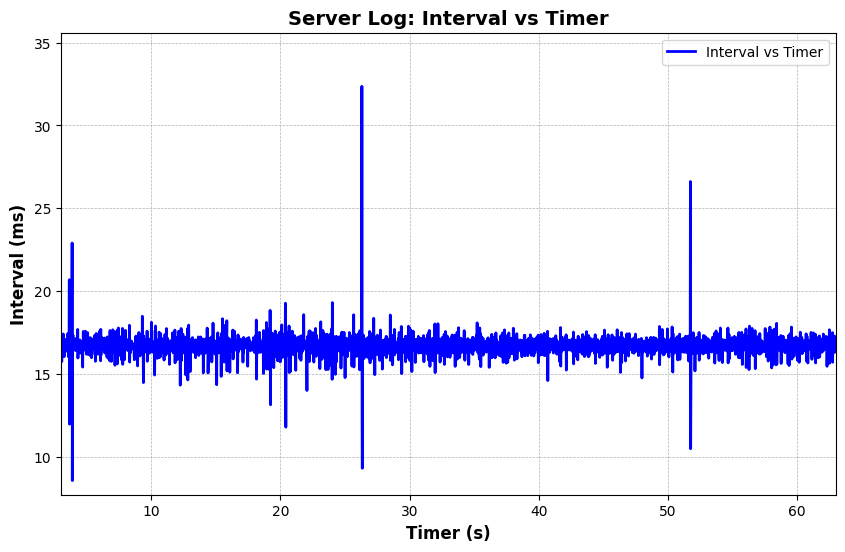 Server Log: Interval vs Timer
Interval vs Timer
Interval (ms)
35
30
25
20
15
10
10 20 30 40 50 60
Timer (s)